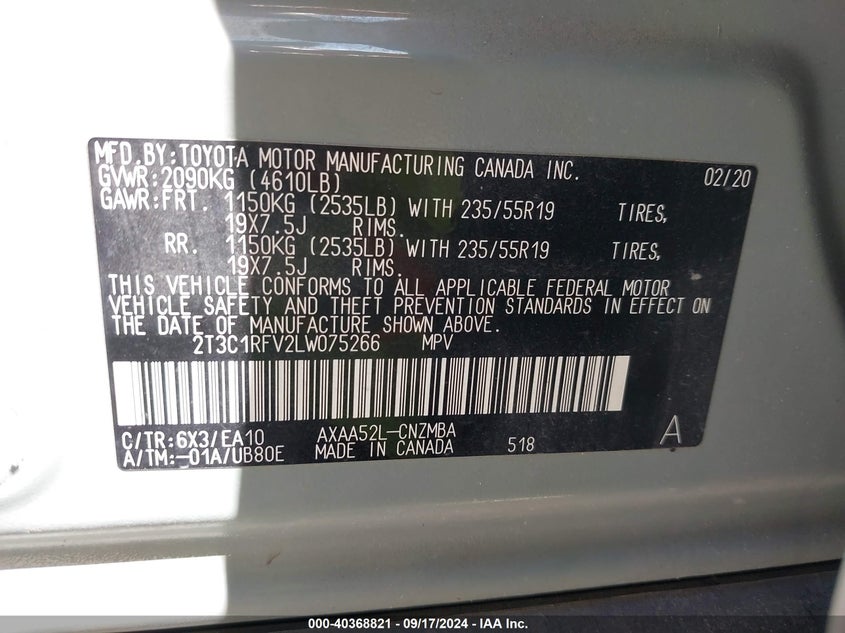 MFD.BY:TOYOTA MOTOR MANUFACTURING CANADA INC. 02/20
GVWR:2090KG (4610LB)
GAWR:FRT. 1150KG (2535LB) WITH 235/55R19 TIRES,
19X7.5J RIMS.
RR. 1150KG (2535LB) WITH 235/55R19 TIRES,
19X7.5J RIMS.
THIS VEHICLE CONFORMS TO ALL APPLICABLE FEDERAL MOTOR
VEHICLE SAFETY AND THEFT PREVENTION STANDARDS IN EFFECT ON
THE DATE OF MANUFACTURE SHOWN ABOVE.
2T3C1RFV2LW075266 MPV
C/TR:6X3/EA10 AXAA52L-CNZMBA A
A/TM:-01A/UB80E MADE IN CANADA 518
000-40368821 - 09/17/2024 - IAA Inc.